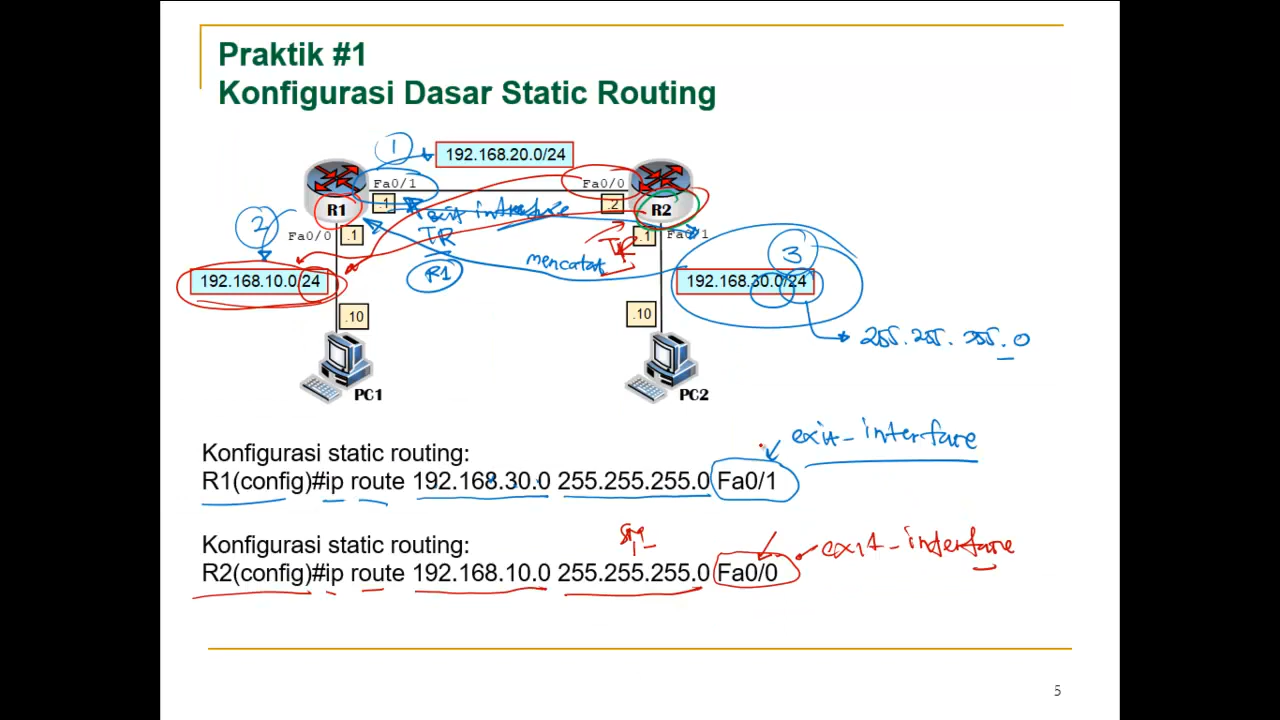 Praktik #1
Konfigurasi Dasar Static Routing
1
192.168.20.0/24
Fa0/1
Fa0/0
R1
.1
exit interface
.2
R2
2
Fa0/0
.1
TR
.1
Fa0/1
TR
3
R1
mencatat
192.168.10.0/24
192.168.30.0/24
.10
.10
255.255.255.0
PC1
PC2
exit-interface
Konfigurasi static routing:
R1(config)#ip route 192.168.30.0 255.255.255.0 Fa0/1
SM
Konfigurasi static routing:
exit-interface
R2(config)#ip route 192.168.10.0 255.255.255.0 Fa0/0
5